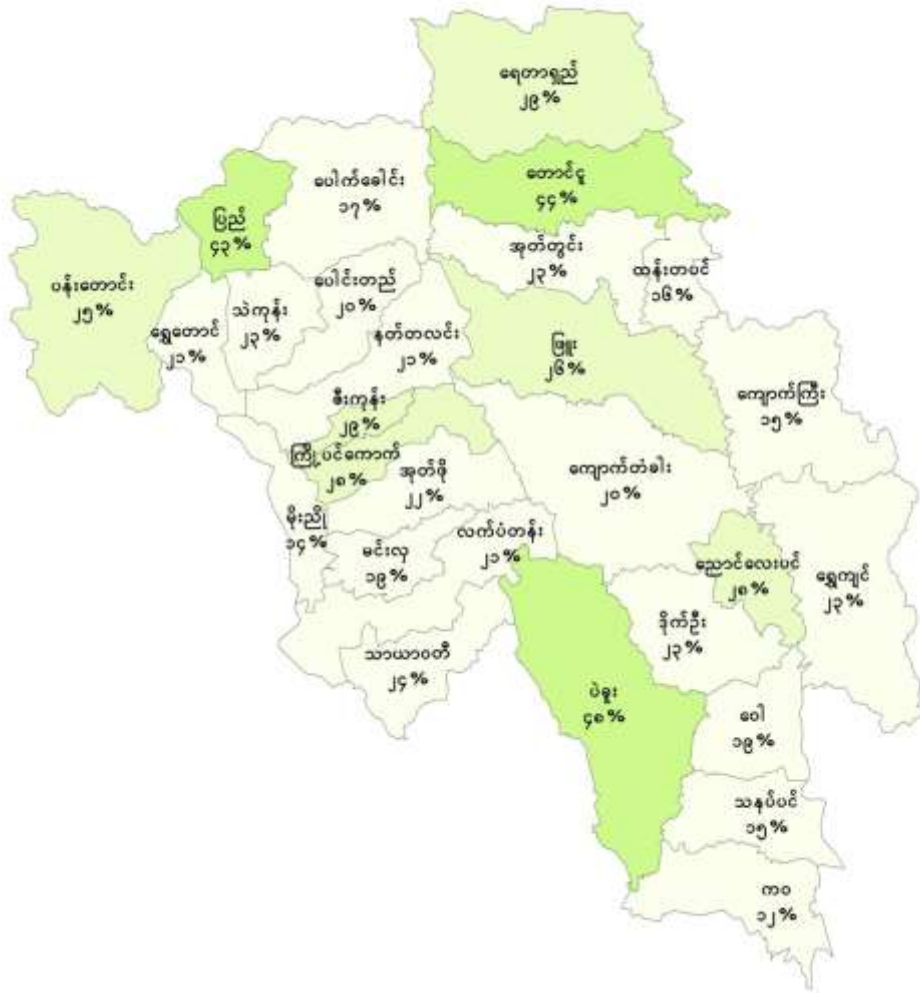 ရေတာရှည်
၂၉%
တောင်ငူ
၄၄%
ပေါက်ခေါင်း
၁၇%
ပြည်
၄၃%
အုတ်တွင်း
၂၃%
ထန်းတပင်
၁၆%
ပန်းတောင်း
၂၅%
ပေါင်းတည်
၂၀%
သဲကုန်း
၂၃%
ရွှေတောင်
၂၁%
နတ်တလင်း
၂၁%
ဖြူး
၂၆%
ကျောက်ကြီး
၁၅%
ဇီးကုန်း
၂၉%
ကြို့ပင်ကောက်
၂၈%
အုတ်ဖို
၂၂%
ကျောက်တံခါး
၂၀%
မိုးညို
၁၄%
မင်းလှ
၁၉%
လက်ပံတန်း
၂၁%
ညောင်လေးပင်
၂၈%
ရွှေကျင်
၂၃%
ဒိုက်ဦး
၂၃%
သာယာဝတီ
၂၄%
ပဲခူး
၄၈%
ဝေါ
၁၉%
သနပ်ပင်
၁၅%
ကဝ
၁၂%